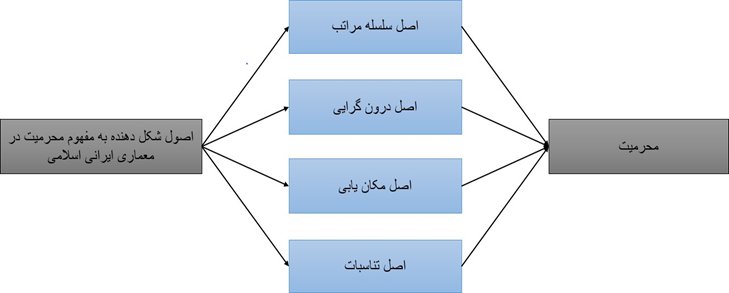 اصل سلسله مراتب
اصل درون گرایی
اصول شکل دهنده به مفهوم محرمیت در
معماری ایرانی اسلامی
محرمیت
اصل مکان یابی
اصل تناسبات